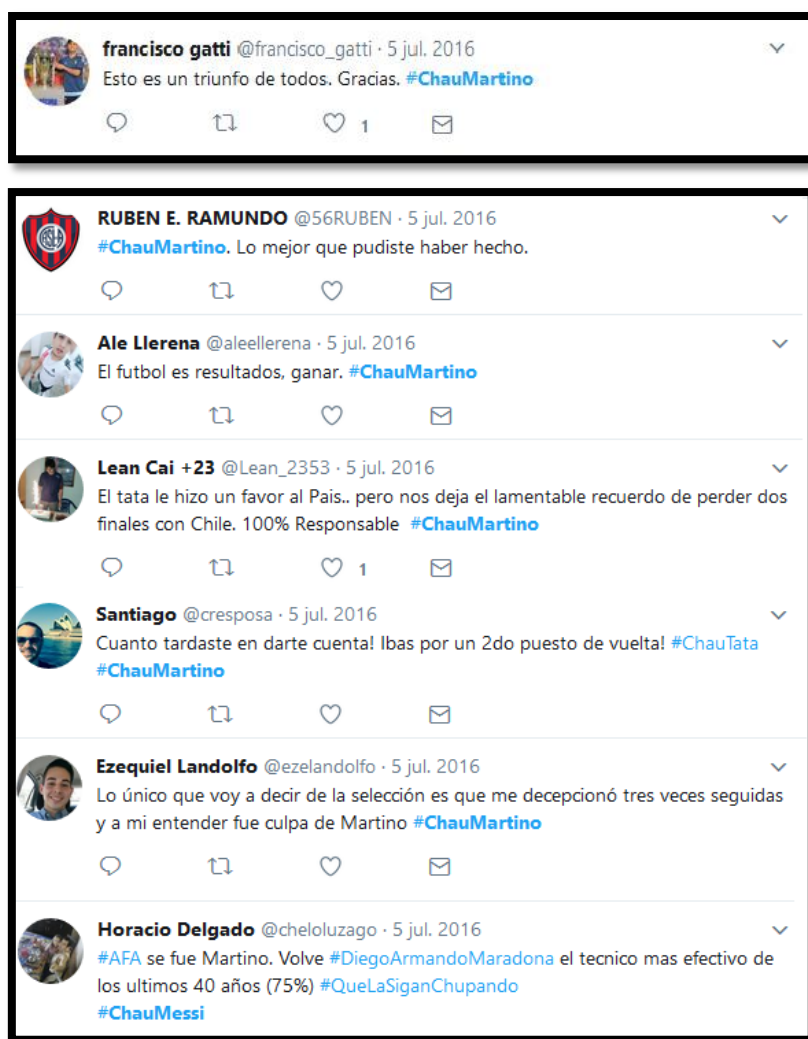 francisco gatti @francisco_gatti · 5 jul. 2016
Esto es un triunfo de todos. Gracias. #ChauMartino
1
RUBEN E. RAMUNDO @56RUBEN · 5 jul. 2016
#ChauMartino. Lo mejor que pudiste haber hecho.
Ale Llerena @aleellerena · 5 jul. 2016
El futbol es resultados, ganar. #ChauMartino
Lean Cai +23 @Lean_2353 · 5 jul. 2016
El tata le hizo un favor al Pais.. pero nos deja el lamentable recuerdo de perder dos
finales con Chile. 100% Responsable #ChauMartino
1
Santiago @cresposa · 5 jul. 2016
Cuanto tardaste en darte cuenta! Ibas por un 2do puesto de vuelta! #ChauTata
#ChauMartino
Ezequiel Landolfo @ezelandolfo · 5 jul. 2016
Lo único que voy a decir de la selección es que me decepcionó tres veces seguidas
y a mi entender fue culpa de Martino #ChauMartino
Horacio Delgado @cheloluzago · 5 jul. 2016
#AFA se fue Martino. Volve #DiegoArmandoMaradona el tecnico mas efectivo de
los ultimos 40 años (75%) #QueLaSiganChupando
#ChauMessi